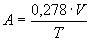 A = 0,278 · V / T